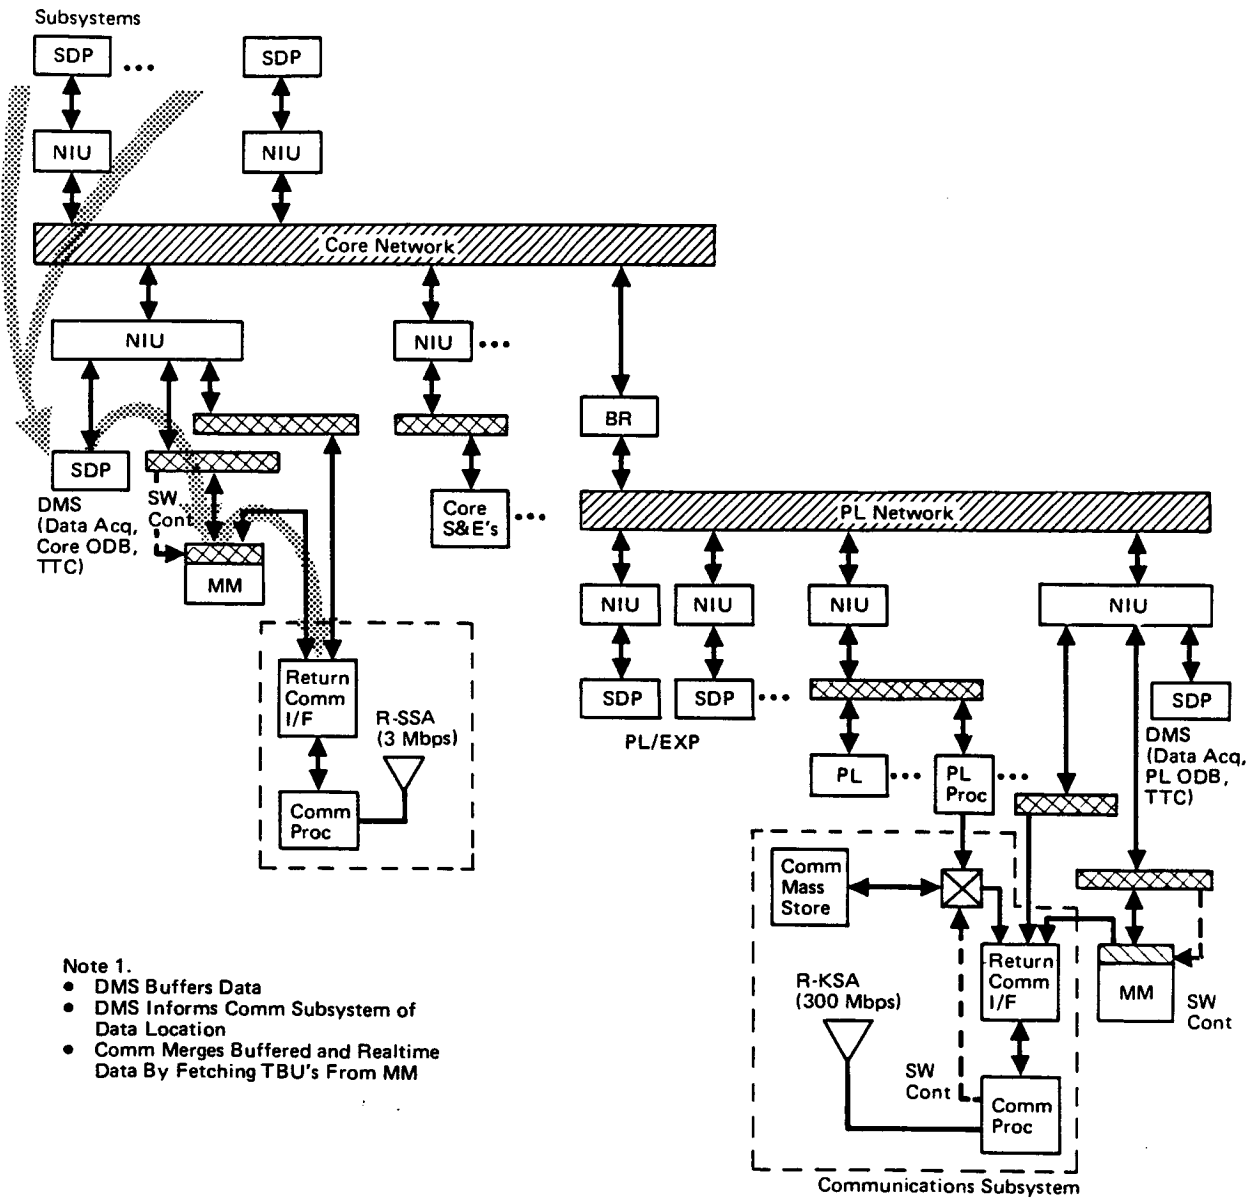 Subsystems
SDP
SDP
NIU
NIU
Core Network
NIU
NIU
BR
SDP
DMS
(Data Acq,
Core ODB,
TTC)
SW
Cont
MM
Core
S&E's
PL Network
NIU
NIU
NIU
NIU
SDP
SDP
SDP
PL/EXP
DMS
(Data Acq,
PL ODB,
TTC)
PL
PL
Proc
Return
Comm
I/F
R-SSA
(3 Mbps)
Comm
Proc
Comm
Mass
Store
Return
Comm
I/F
MM
SW
Cont
R-KSA
(300 Mbps)
SW
Cont
Comm
Proc
Communications Subsystem
Note 1.
● DMS Buffers Data
● DMS Informs Comm Subsystem of
Data Location
● Comm Merges Buffered and Realtime
Data By Fetching TBU's From MM